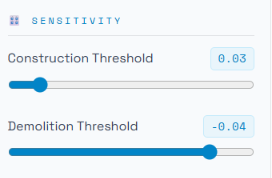 SENSITIVITY
Construction Threshold 0.03
Demolition Threshold -0.04